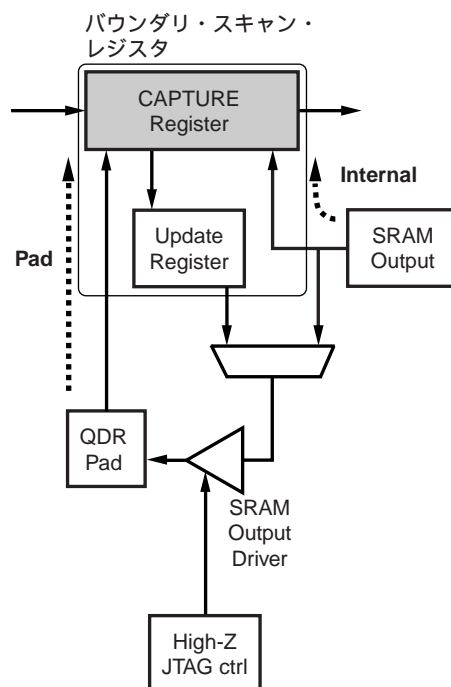 バウンダリ・スキャン・
レジスタ
CAPTURE
Register
Internal
Update
Register
SRAM
Output
Pad
QDR
Pad
SRAM
Output
Driver
High-Z
JTAG ctrl